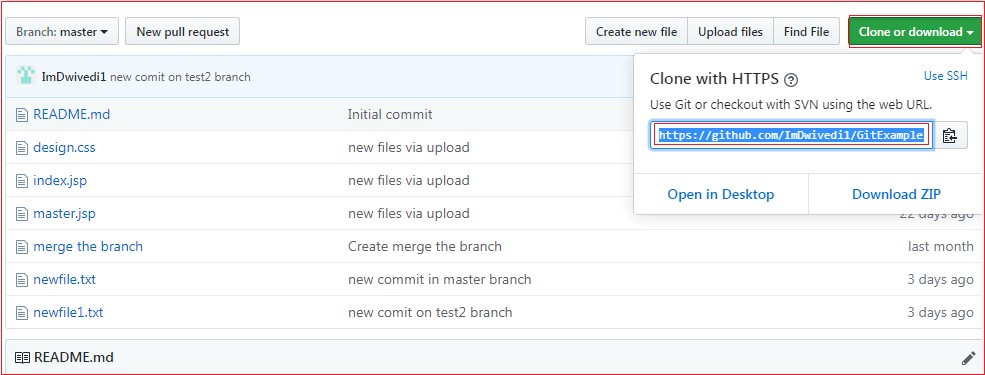 Branch: master New pull request Create new file Upload files Find File Clone or download
ImDwivedi1 new comit on test2 branch
Clone with HTTPS ? Use SSH
Use Git or checkout with SVN using the web URL.
https://github.com/ImDwivedi1/GitExample
Open in Desktop Download ZIP
README.md Initial commit
design.css new files via upload
index.jsp new files via upload
master.jsp new files via upload 22 days ago
merge the branch Create merge the branch last month
newfile.txt new commit in master branch 3 days ago
newfile1.txt new comit on test2 branch 3 days ago
README.md